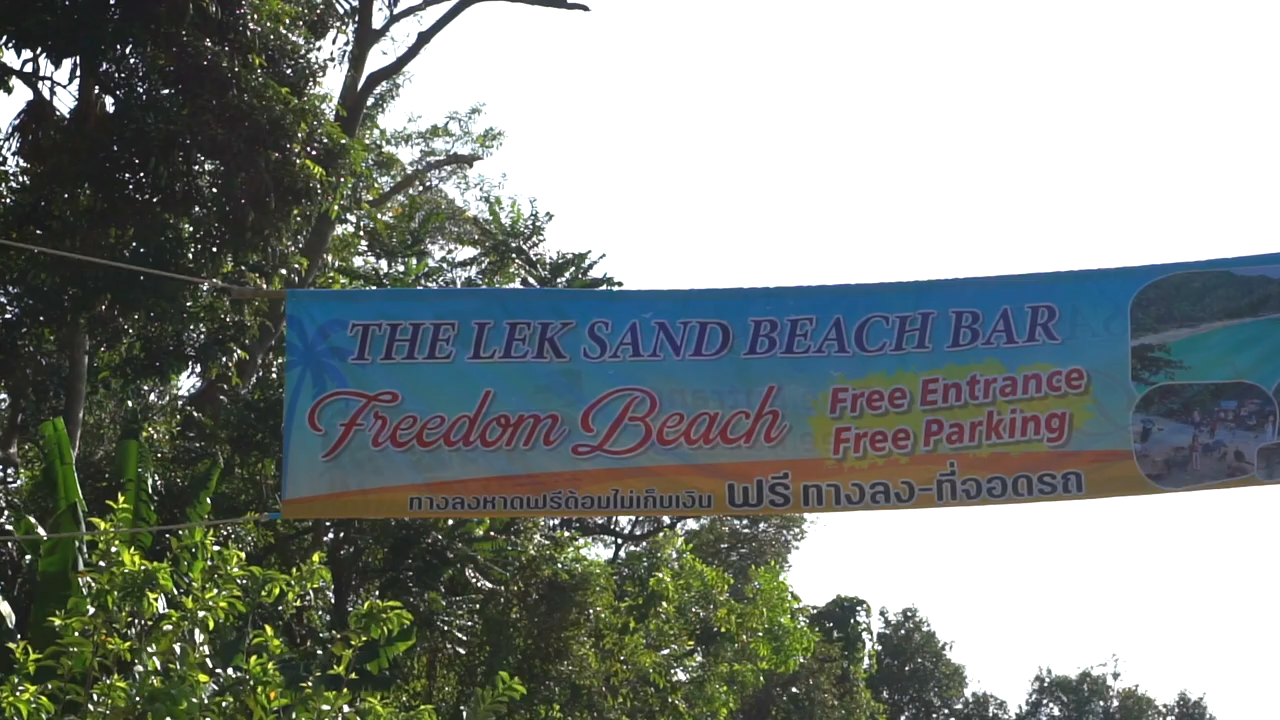 THE LEK SAND BEACH BAR
Freedom Beach
Free Entrance
Free Parking
ทางลงหาดฟรีด้อมไม่เก็บเงิน ฟรี ทางลง-ที่จอดรถ